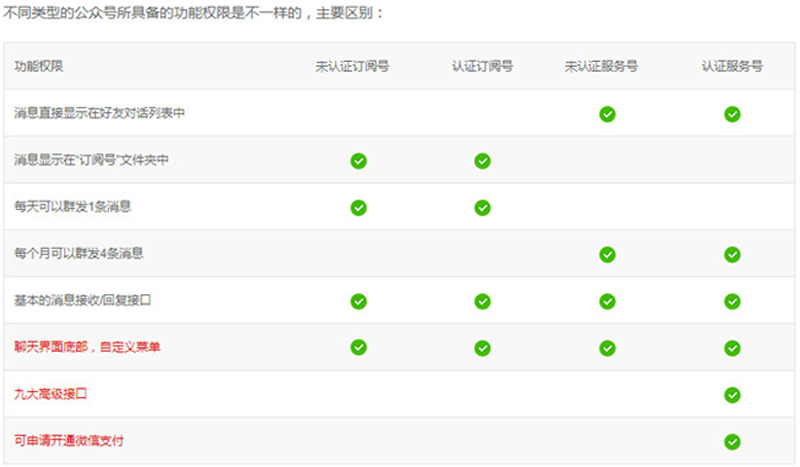 不同类型的公众号所具备的功能权限是不一样的，主要区别：
功能权限 未认证订阅号 认证订阅号 未认证服务号 认证服务号
消息直接显示在好友对话列表中
消息显示在“订阅号”文件夹中
每天可以群发1条消息
每个月可以群发4条消息
基本的消息接收/回复接口
聊天界面底部，自定义菜单
九大高级接口
可申请开通微信支付